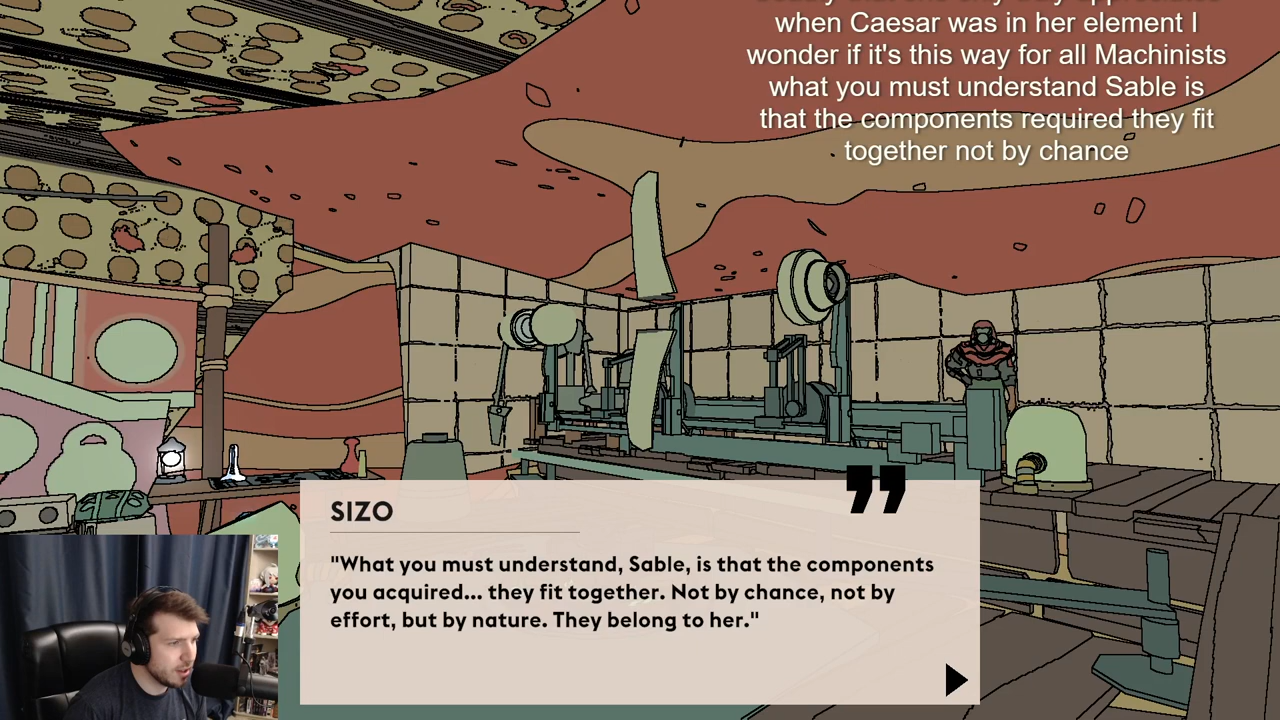 when Caesar was in her element I
wonder if it's this way for all Machinists
what you must understand Sable is
that the components required they fit
together not by chance
SIZO
"What you must understand, Sable, is that the components
you acquired... they fit together. Not by chance, not by
effort, but by nature. They belong to her."